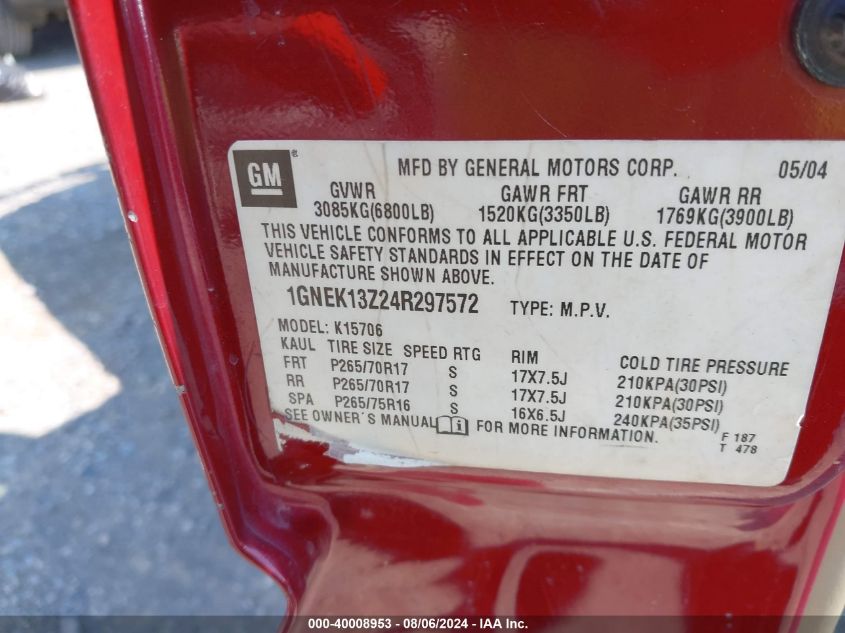 GM® MFD BY GENERAL MOTORS CORP. 05/04
GVWR GAWR FRT GAWR RR
3085KG(6800LB) 1520KG(3350LB) 1769KG(3900LB)
THIS VEHICLE CONFORMS TO ALL APPLICABLE U.S. FEDERAL MOTOR
VEHICLE SAFETY STANDARDS IN EFFECT ON THE DATE OF
MANUFACTURE SHOWN ABOVE.
1GNEK13Z24R297572 TYPE: M.P.V.
MODEL: K15706
KAUL TIRE SIZE SPEED RTG RIM COLD TIRE PRESSURE
FRT P265/70R17 S 17X7.5J 210KPA(30PSI)
RR P265/70R17 S 17X7.5J 210KPA(30PSI)
SPA P265/75R16 S 16X6.5J 240KPA(35PSI)
SEE OWNER'S MANUAL FOR MORE INFORMATION. F 187
T 478
000-40008953 - 08/06/2024 - IAA Inc.